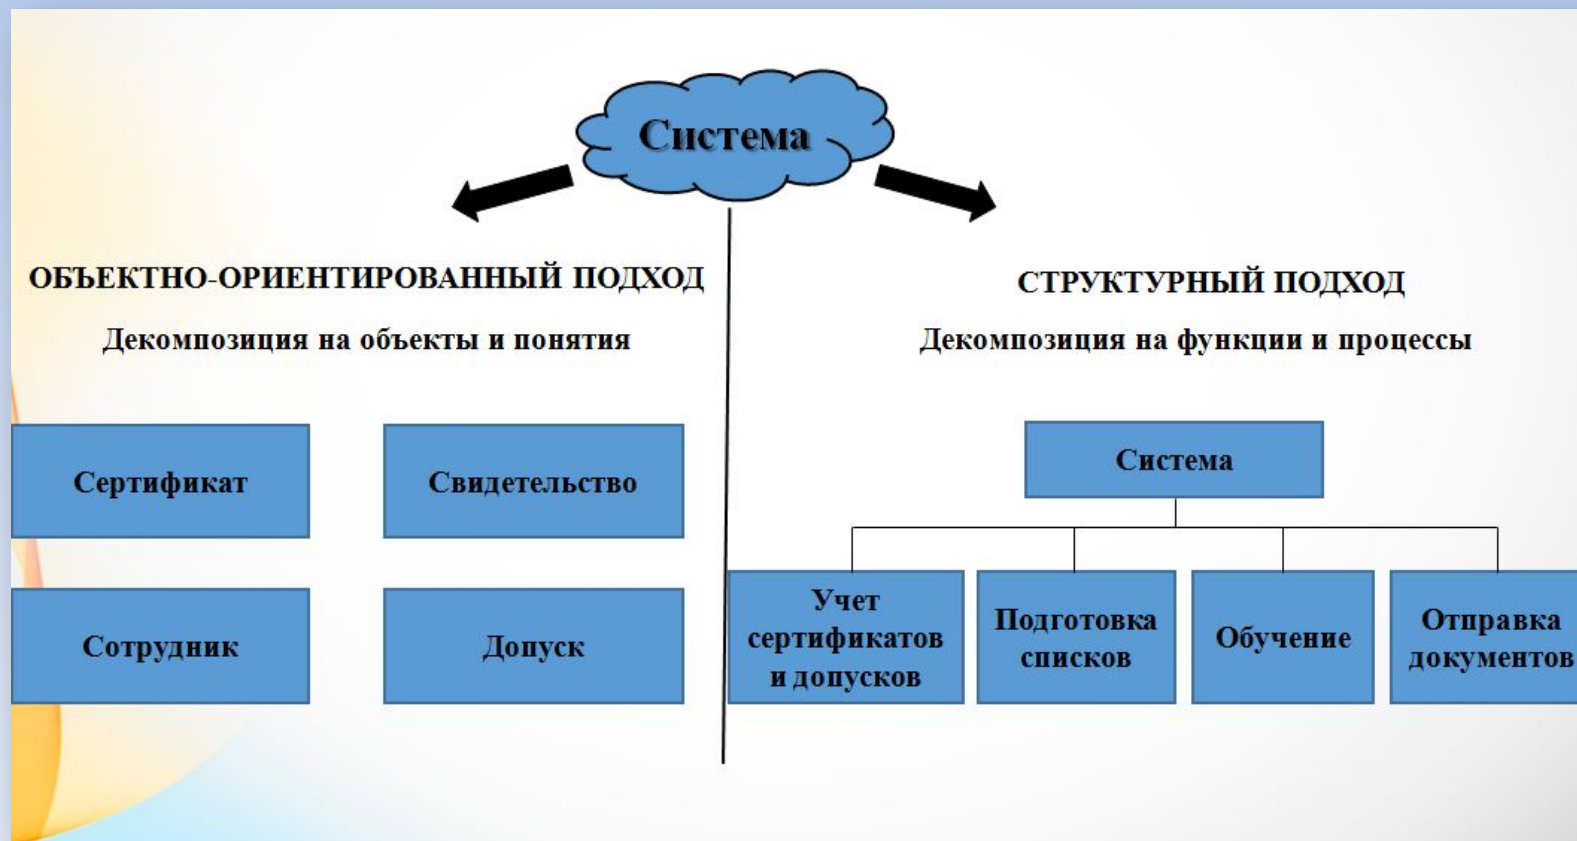 Система
ОБЪЕКТНО-ОРИЕНТИРОВАННЫЙ ПОДХОД
Декомпозиция на объекты и понятия
Сертификат
Свидетельство
Сотрудник
Допуск
СТРУКТУРНЫЙ ПОДХОД
Декомпозиция на функции и процессы
Система
Учет
сертификатов
и допусков
Подготовка
списков
Обучение
Отправка
документов